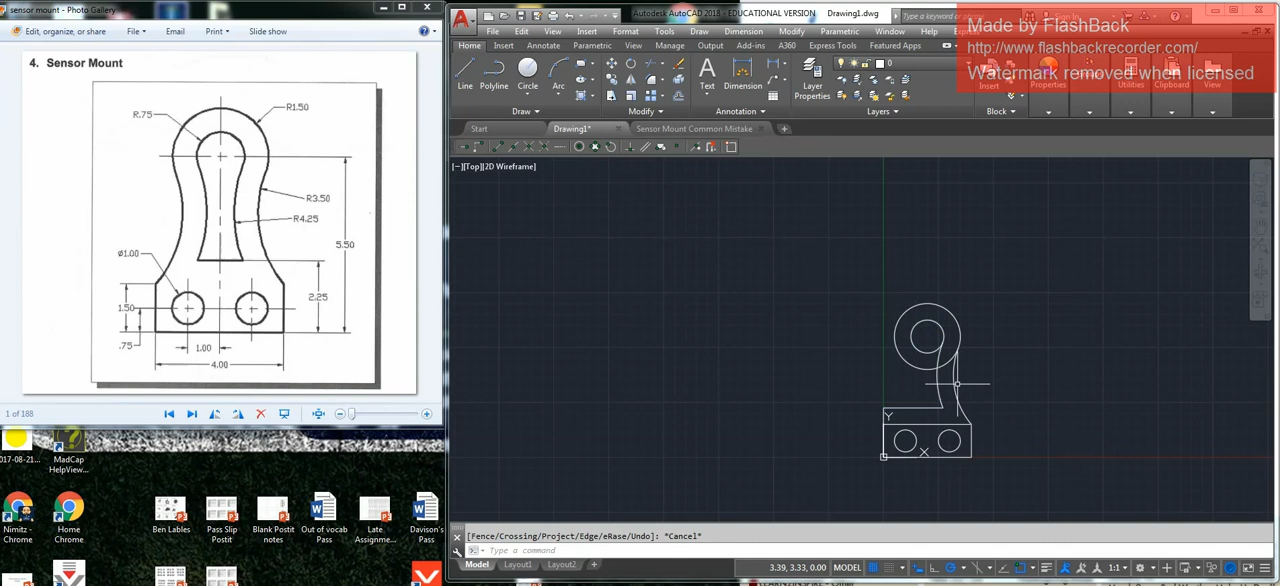 sensor mount - Photo Gallery
Edit, organize, or share
File
Email
Print
Slide show
4. Sensor Mount
R1.50
R.75
R3.50
R4.25
5.50
Ø1.00
2.25
1.50
.75
1.00
4.00
1 of 188
2017-08-21...
MadCap HelpView...
Nimitz - Chrome
Home Chrome
Ben Lables
Pass Slip Postit
Blank Postit notes
Out of vocab Pass
Late Assignme...
Davison's Pass
Autodesk AutoCAD 2018 - EDUCATIONAL VERSION Drawing1.dwg
Made by FlashBack
http://www.flashbackrecorder.com/
Watermark removed when licensed
File Edit View Insert Format Tools Draw Dimension Modify Parametric Window Help Express
Home Insert Annotate Parametric View Manage Output Add-ins A360 Express Tools Featured Apps
Line Polyline Circle Arc
Text Dimension
Layer Properties
0
Insert
Properties
Utilities
Clipboard
View
Draw Modify Annotation Layers Block
Start Drawing1* Sensor Mount Common Mistake
[−][Top][2D Wireframe]
Y
X
[Fence/Crossing/Project/Edge/eRase/Undo]: *Cancel*
Type a command
Model Layout1 Layout2
3.39, 3.33, 0.00 MODEL
1:1